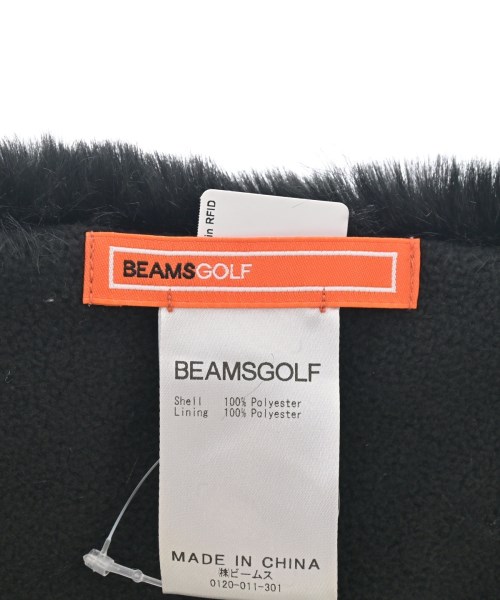 in RFID
BEAMSGOLF
BEAMSGOLF
Shell 100% Polyester
Lining 100% Polyester
MADE IN CHINA
㈱ビームス
0120-011-301